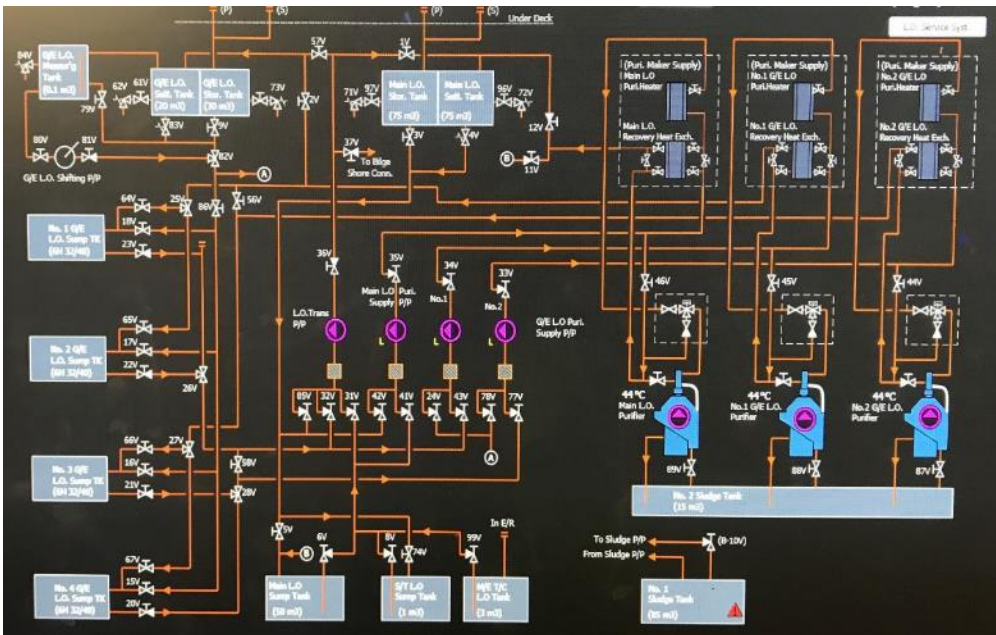 (P)
(S)
(P)
(S)
Under Deck
L.O. Service Syst.
84V
G/E L.O.
Measur'g
Tank
(0.1 m3)
79V
62V
61V
G/E L.O.
Sett. Tank
(20 m3)
G/E L.O.
Stor. Tank
(30 m3)
73V
83V
9V
57V
2V
1V
71V
97V
Main L.O.
Stor. Tank
(75 m3)
Main L.O.
Sett. Tank
(75 m3)
96V
72V
3V
4V
12V
B
11V
37V
To Bilge
Shore Conn.
80V
81V
G/E L.O. Shifting P/P
82V
A
(Puri. Maker Supply)
Main L.O
Puri.Heater
Main L.O.
Recovery Heat Exch.
(Puri. Maker Supply)
No.1 G/E L.O
Puri.Heater
No.1 G/E L.O.
Recovery Heat Exch.
(Puri. Maker Supply)
No.2 G/E L.O
Puri.Heater
No.2 G/E L.O.
Recovery Heat Exch.
64V
25V
86V
56V
18V
23V
No. 1 G/E
L.O. Sump TK
(6H 32/40)
36V
35V
34V
33V
Main L.O Puri.
Supply P/P
No.1
No.2
L.O.Trans
P/P
G/E L.O Puri.
Supply P/P
L
L
L
46V
45V
44V
65V
17V
22V
26V
No. 2 G/E
L.O. Sump TK
(6H 32/40)
85V
32V
31V
42V
41V
24V
43V
78V
77V
A
44 ºC
Main L.O.
Purifier
44 ºC
No.1 G/E L.O.
Purifier
44 ºC
No.2 G/E L.O.
Purifier
89V
88V
87V
66V
27V
16V
21V
58V
28V
No. 3 G/E
L.O. Sump TK
(6H 32/40)
No. 2 Sludge Tank
(15 m3)
5V
B
6V
8V
74V
99V
In E/R
To Sludge P/P
From Sludge P/P
(B-10V)
67V
15V
20V
No. 4 G/E
L.O. Sump TK
(6H 32/40)
Main L.O
Sump Tank
(50 m3)
S/T L.O
Sump Tank
(1 m3)
M/E T/C
L.O Tank
(3 m3)
No. 1
Sludge Tank
(85 m3)